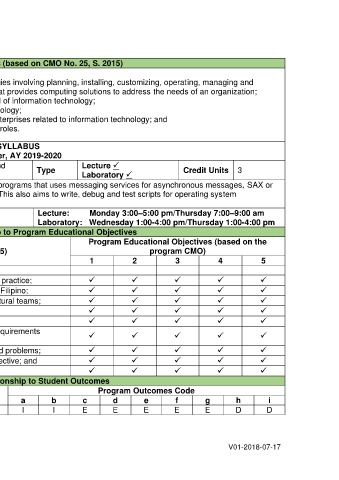 (based on CMO No. 25, S. 2015)
ies involving planning, installing, customizing, operating, managing and
at provides computing solutions to address the needs of an organization;
of information technology;
ology;
terprises related to information technology; and
roles.
SYLLABUS
er, AY 2019-2020
nd Type Lecture ✓ Laboratory ✓ Credit Units 3
programs that uses messaging services for asynchronous messages, SAX or
This also aims to write, debug and test scripts for operating system
Lecture: Monday 3:00–5:00 pm/Thursday 7:00–9:00 am
Laboratory: Wednesday 1:00-4:00 pm/Thursday 1:00-4:00 pm
to Program Educational Objectives
5) Program Educational Objectives (based on the program CMO)
1 2 3 4 5
practice; ✓ ✓ ✓ ✓ ✓
Filipino; ✓ ✓ ✓ ✓ ✓
tural teams; ✓ ✓ ✓ ✓ ✓
✓ ✓ ✓ ✓ ✓
✓ ✓ ✓ ✓ ✓
equirements ✓ ✓ ✓ ✓ ✓
d problems; ✓ ✓ ✓ ✓ ✓
ective; and ✓ ✓ ✓ ✓ ✓
✓ ✓ ✓ ✓ ✓
onship to Student Outcomes
Program Outcomes Code
a b c d e f g h i
I I E E E E E D D
V01-2018-07-17